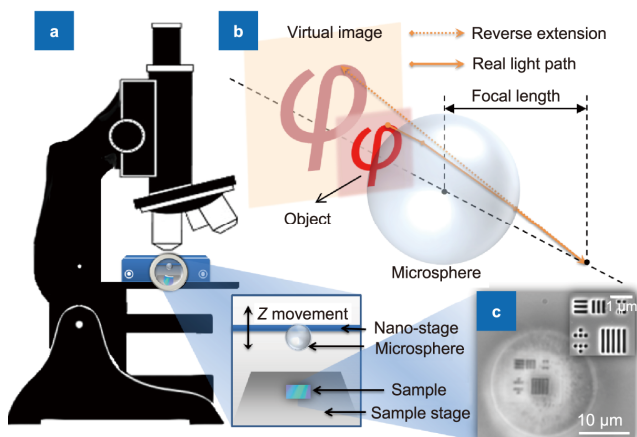 a
b
Virtual image
Reverse extension
Real light path
Focal length
φ
φ
Object
Microsphere
Z movement
Nano-stage
Microsphere
Sample
Sample stage
c
1 μm
10 μm